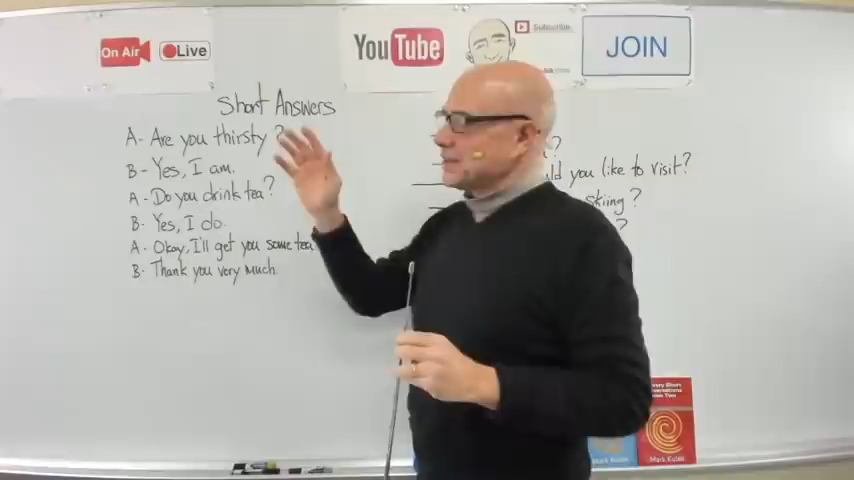 On Air
Live
YouTube
Subscribe
JOIN
Short Answers
A- Are you thirsty?
B- Yes, I am.
A- Do you drink tea?
B- Yes, I do.
A- Okay, I'll get you some tea
B- Thank you very much.
?
you like to visit?
skiing?
?
Mark Kulek
Mark Kulek